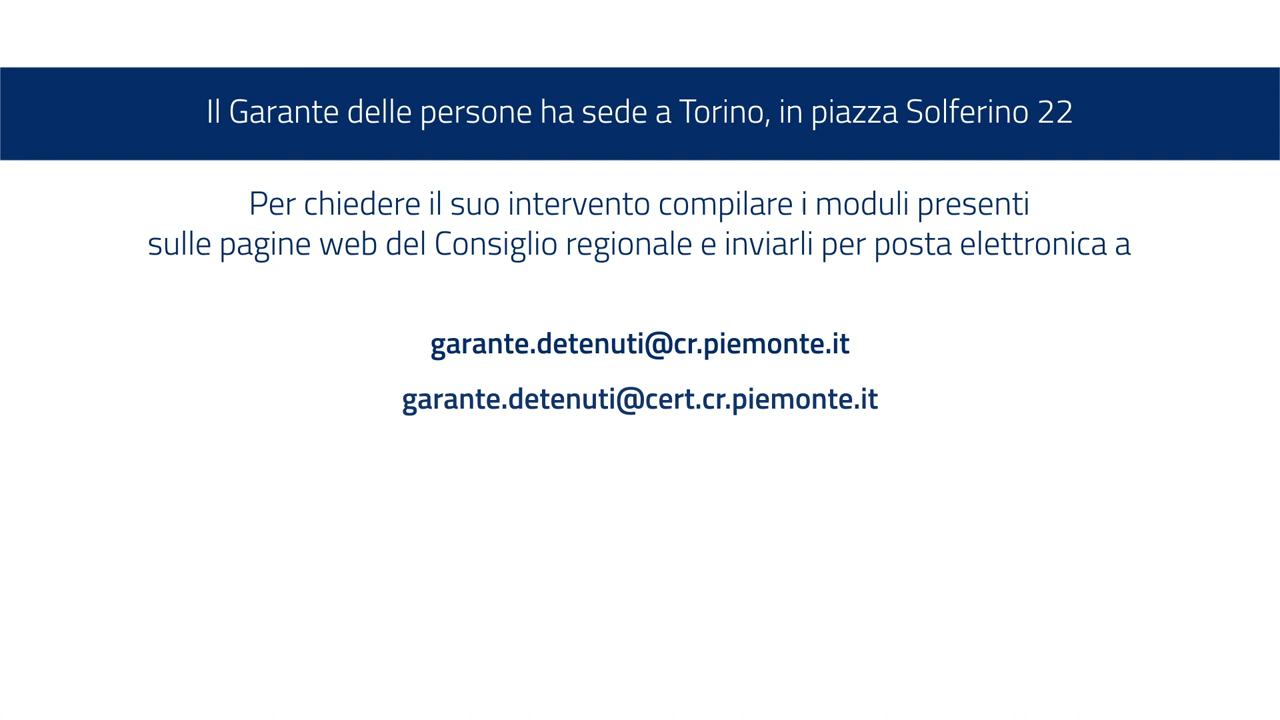 Il Garante delle persone ha sede a Torino, in piazza Solferino 22
Per chiedere il suo intervento compilare i moduli presenti
sulle pagine web del Consiglio regionale e inviarli per posta elettronica a
garante.detenuti@cr.piemonte.it
garante.detenuti@cert.cr.piemonte.it